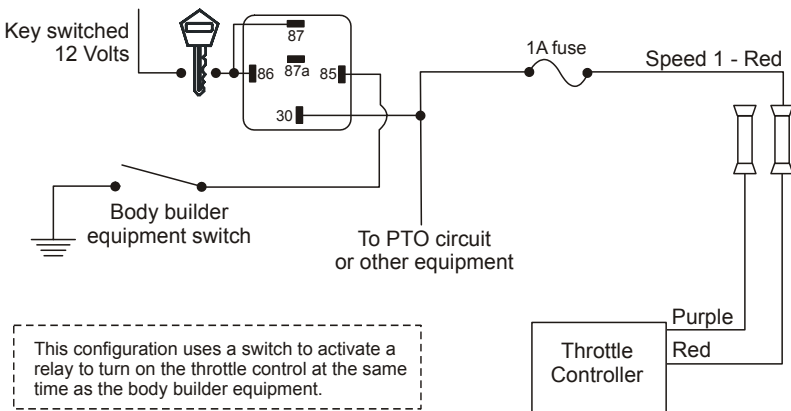 Key switched
12 Volts
87
86
87a
85
30
1A fuse
Speed 1 - Red
Body builder
equipment switch
To PTO circuit
or other equipment
This configuration uses a switch to activate a
relay to turn on the throttle control at the same
time as the body builder equipment.
Throttle
Controller
Purple
Red